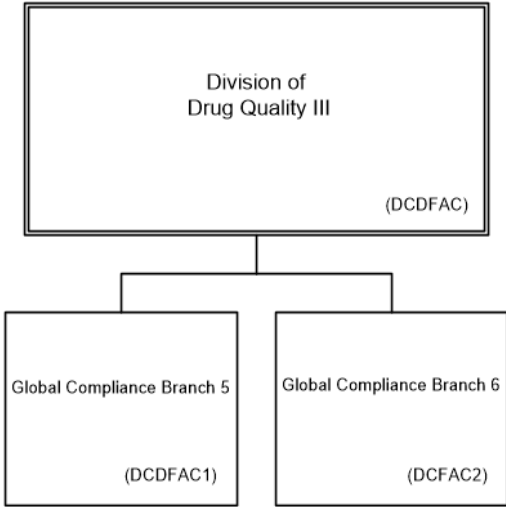 Division of
Drug Quality III
(DCDFAC)
Global Compliance Branch 5
(DCDFAC1)
Global Compliance Branch 6
(DCFAC2)